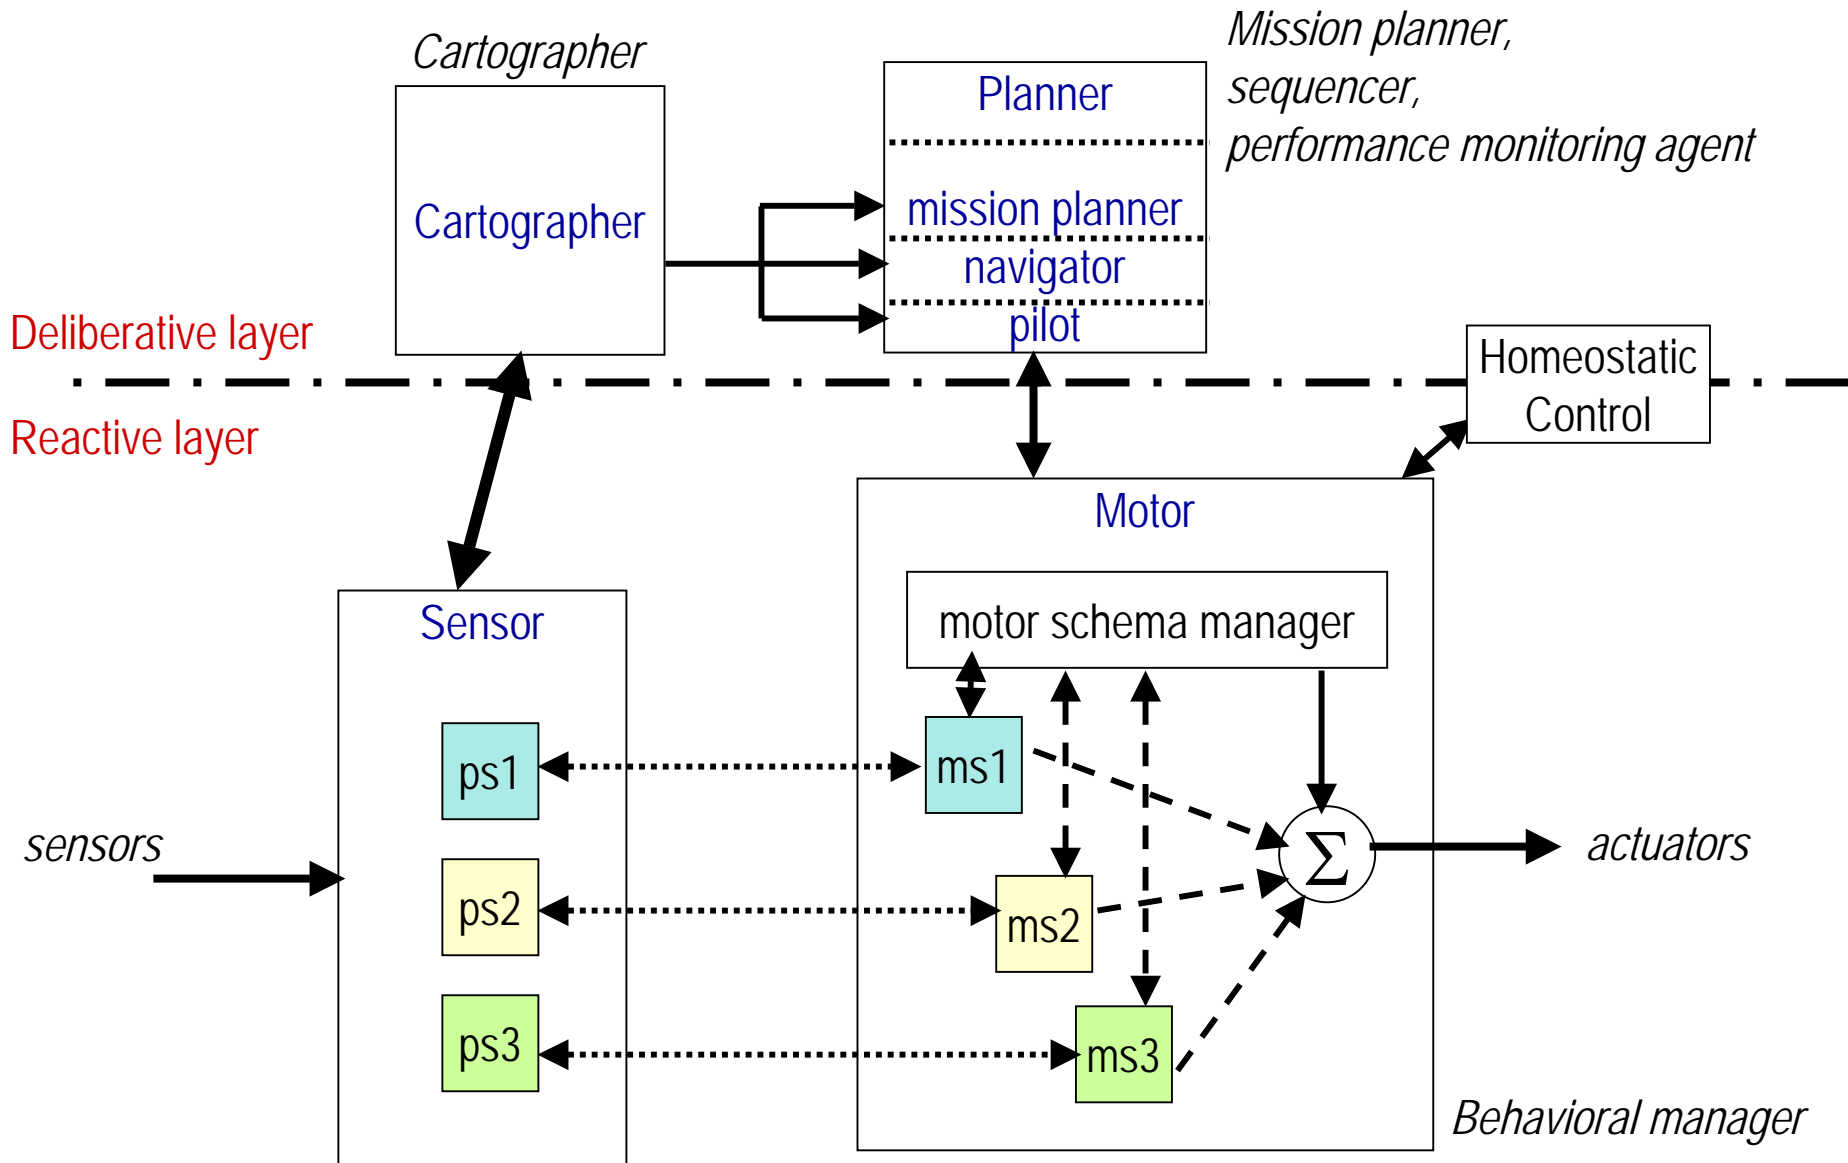 Cartographer
Mission planner,
sequencer,
performance monitoring agent
Planner
mission planner
navigator
pilot
Cartographer
Deliberative layer
Reactive layer
Homeostatic
Control
Motor
motor schema manager
Sensor
ps1
ms1
sensors
Σ
actuators
ps2
ms2
ps3
ms3
Behavioral manager